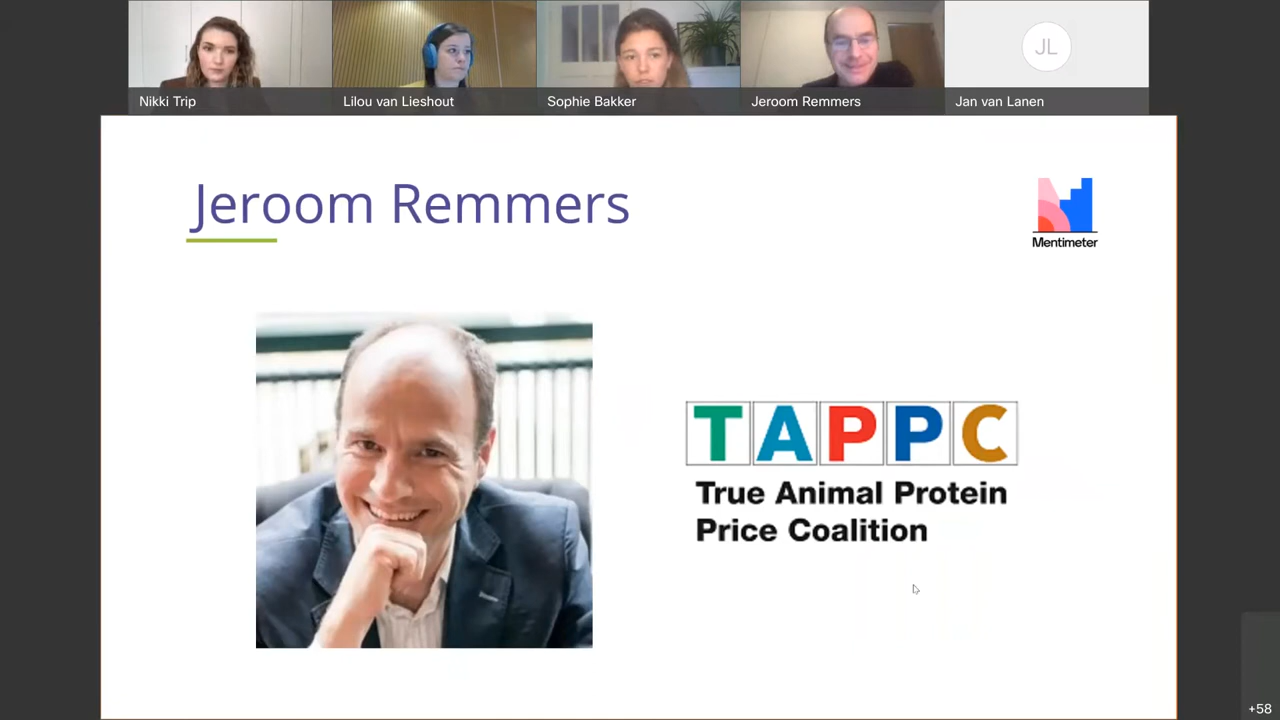 Nikki Trip
Lilou van Lieshout
Sophie Bakker
Jeroom Remmers
JL
Jan van Lanen
Jeroom Remmers
Mentimeter
TAPPC
True Animal Protein
Price Coalition
+58